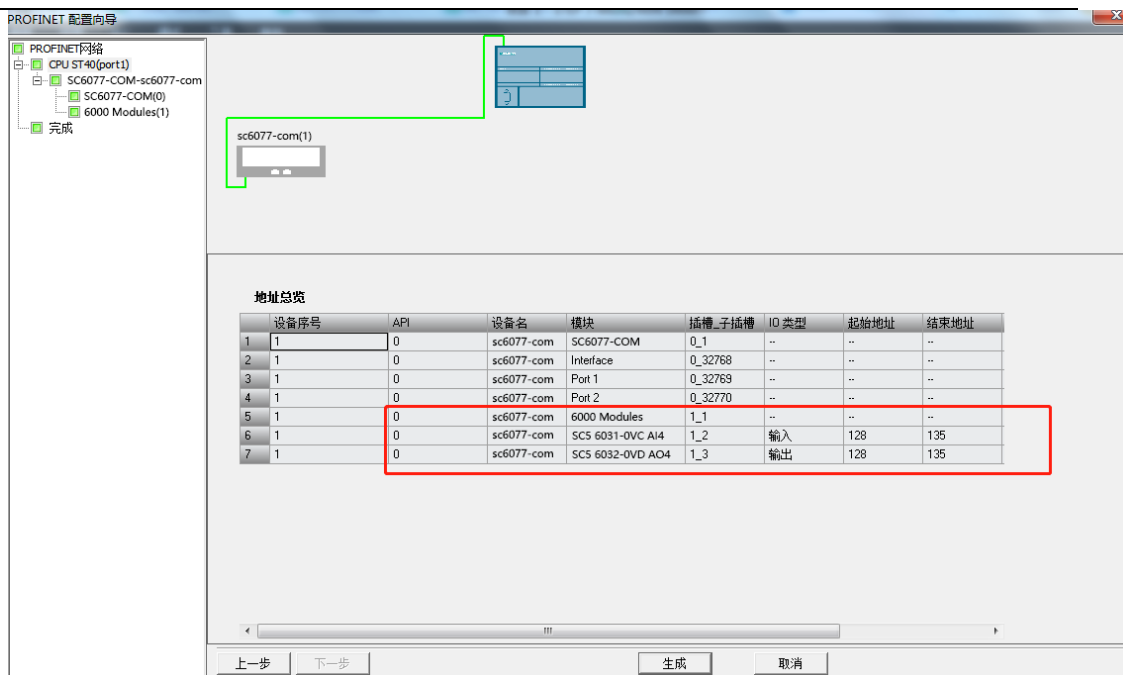 PROFINET 配置向导
PROFINET网络
CPU ST40(port1)
SC6077-COM-sc6077-com
SC6077-COM(0)
6000 Modules(1)
完成
sc6077-com(1)
地址总览
设备序号 API 设备名 模块 插槽_子插槽 IO 类型 起始地址 结束地址
1 1 0 sc6077-com SC6077-COM 0_1 -- -- --
2 1 0 sc6077-com Interface 0_32768 -- -- --
3 1 0 sc6077-com Port 1 0_32769 -- -- --
4 1 0 sc6077-com Port 2 0_32770 -- -- --
5 1 0 sc6077-com 6000 Modules 1_1 -- -- --
6 1 0 sc6077-com SC5 6031-0VC AI4 1_2 输入 128 135
7 1 0 sc6077-com SC5 6032-0VD AO4 1_3 输出 128 135
上一步 下一步 生成 取消